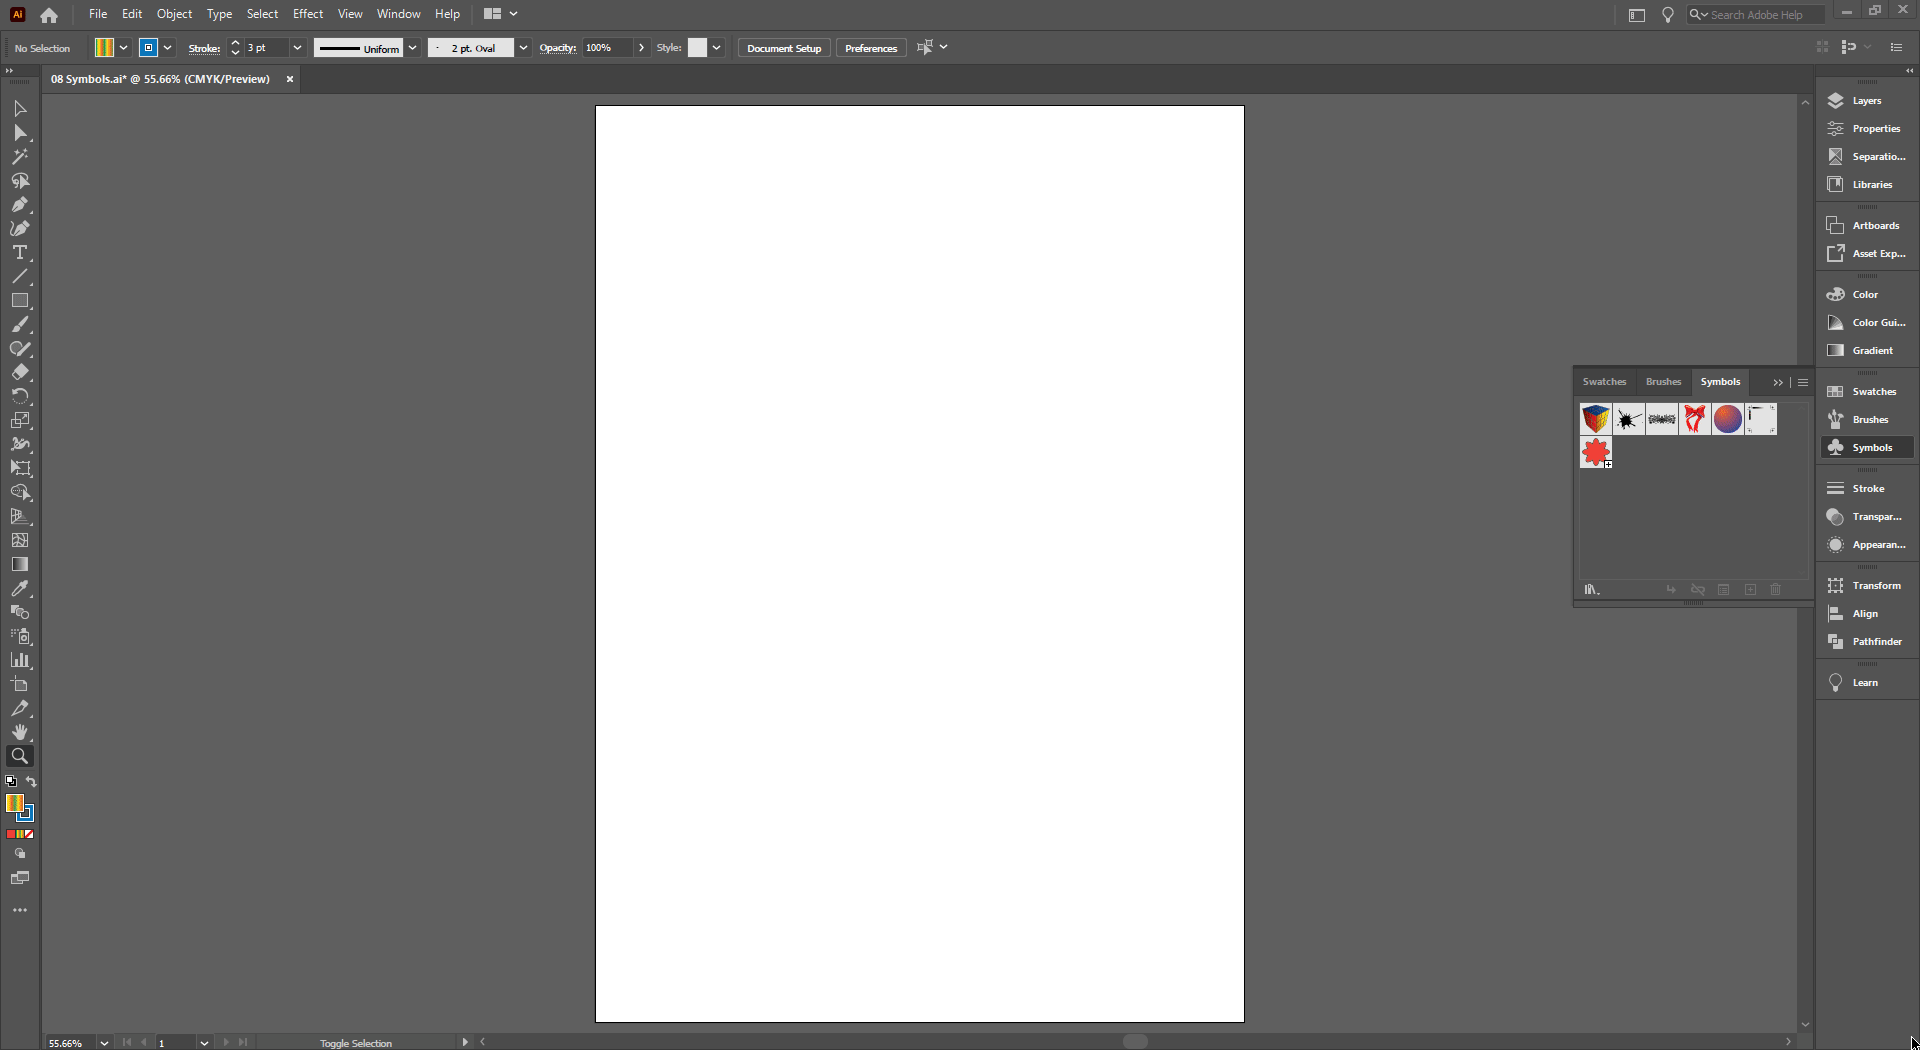 Ai
File Edit Object Type Select Effect View Window Help
Search Adobe Help
No Selection
Stroke: 3 pt
Uniform
2 pt. Oval
Opacity: 100%
Style:
Document Setup
Preferences
08 Symbols.ai* @ 55.66% (CMYK/Preview)
Layers
Properties
Separatio...
Libraries
Artboards
Asset Exp...
Color
Color Gui...
Gradient
Swatches Brushes Symbols
Swatches
Brushes
Symbols
Stroke
Transpar...
Appearan...
Transform
Align
Pathfinder
Learn
55.66%
1
Toggle Selection